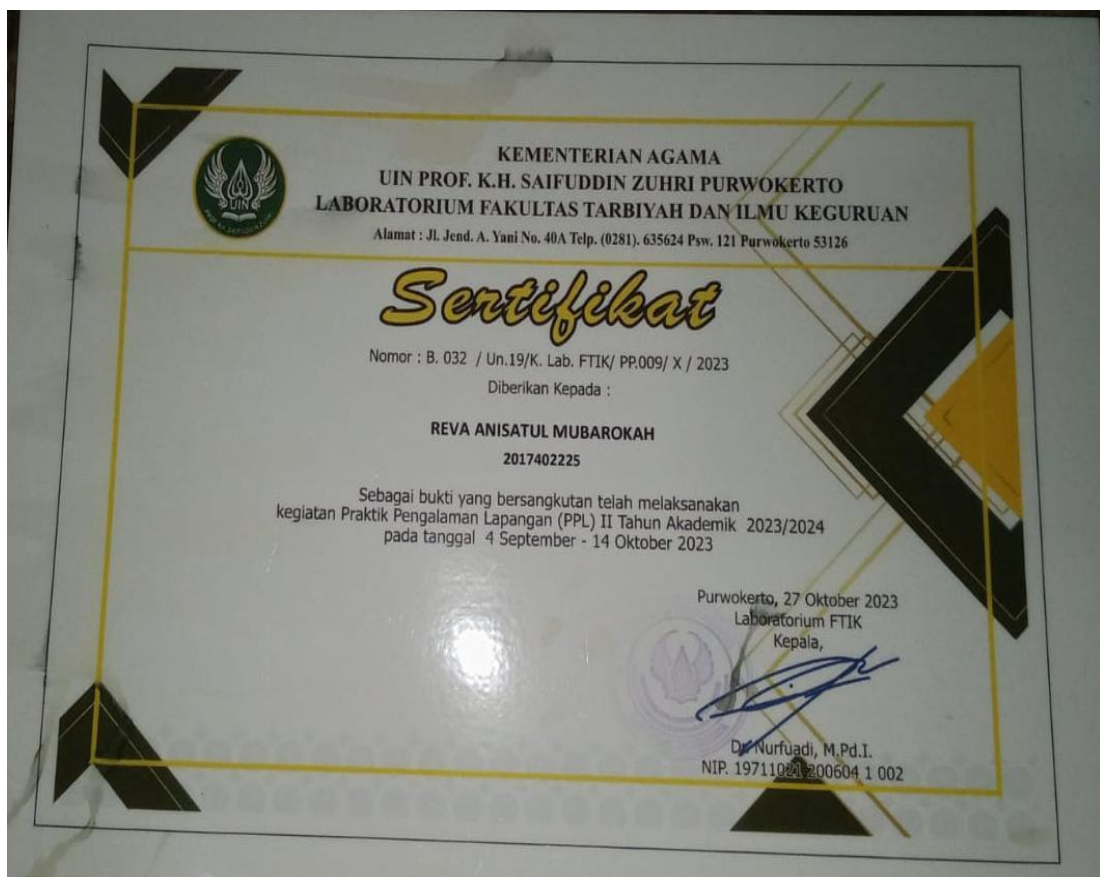 KEMENTERIAN AGAMA
UIN PROF. K.H. SAIFUDDIN ZUHRI PURWOKERTO
LABORATORIUM FAKULTAS TARBIYAH DAN ILMU KEGURUAN
Alamat : Jl. Jend. A. Yani No. 40A Telp. (0281). 635624 Psw. 121 Purwokerto 53126
UIN
Sertifikat
Nomor : B. 032 / Un.19/K. Lab. FTIK/ PP.009/ X / 2023
Diberikan Kepada :
REVA ANISATUL MUBAROKAH
2017402225
Sebagai bukti yang bersangkutan telah melaksanakan
kegiatan Praktik Pengalaman Lapangan (PPL) II Tahun Akademik 2023/2024
pada tanggal 4 September - 14 Oktober 2023
Purwokerto, 27 Oktober 2023
Laboratorium FTIK
Kepala,
Dr. Nurfuadi, M.Pd.I.
NIP. 19711021 200604 1 002